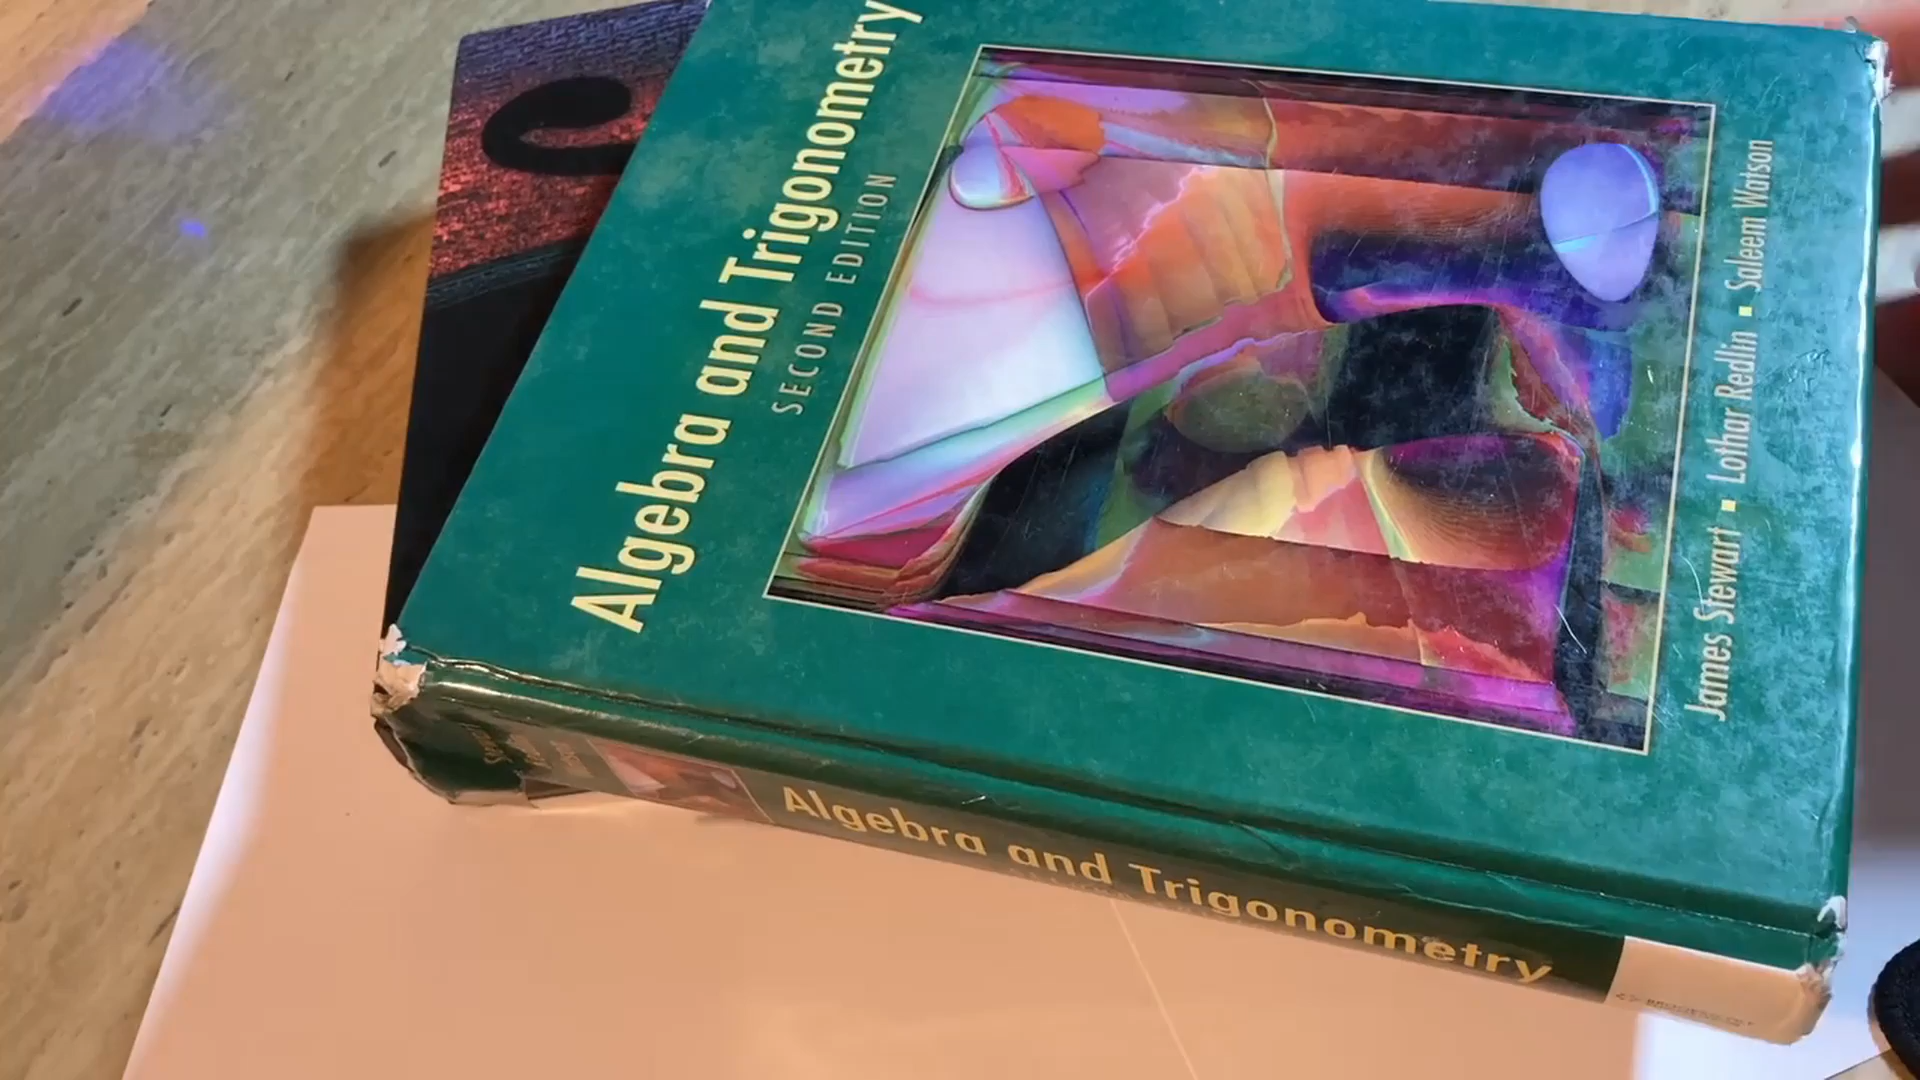 Algebra and Trigonometry
SECOND EDITION
James Stewart ▪ Lothar Redlin ▪ Saleem Watson
Algebra and Trigonometry